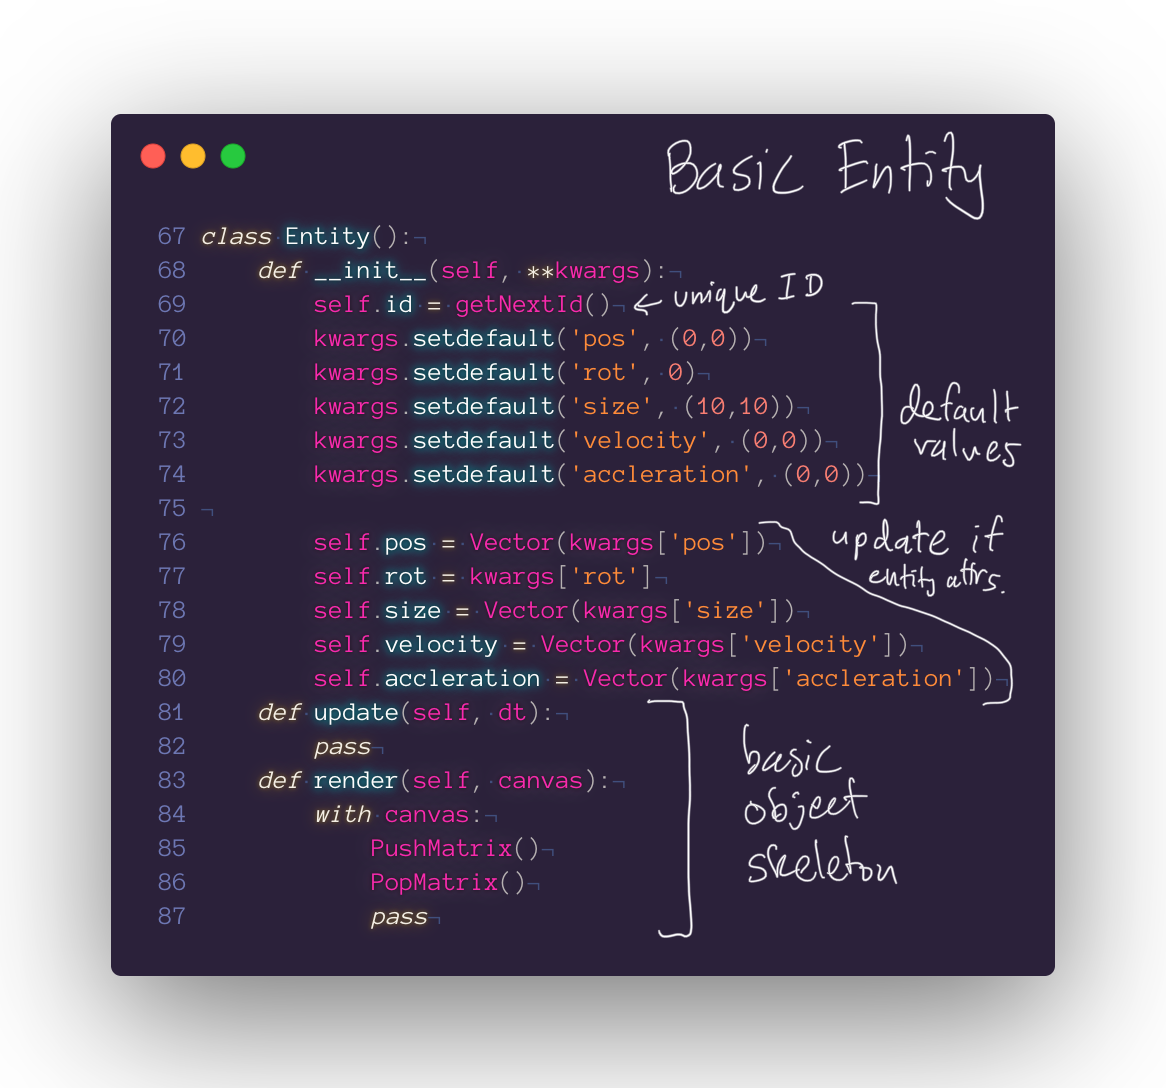 Basic Entity
67 class Entity():¬
68     def __init__(self, **kwargs):¬
69         self.id = getNextId()¬ ← unique ID
70         kwargs.setdefault('pos', (0,0))¬
71         kwargs.setdefault('rot', 0)¬
72         kwargs.setdefault('size', (10,10))¬
73         kwargs.setdefault('velocity', (0,0))¬
74         kwargs.setdefault('accleration', (0,0))¬
default
values
75 ¬
76         self.pos = Vector(kwargs['pos'])¬
77         self.rot = kwargs['rot']¬
78         self.size = Vector(kwargs['size'])¬
79         self.velocity = Vector(kwargs['velocity'])¬
80         self.accleration = Vector(kwargs['accleration'])¬
update if
entity attrs.
81     def update(self, dt):¬
82         pass¬
83     def render(self, canvas):¬
84         with canvas:¬
85             PushMatrix()¬
86             PopMatrix()¬
87             pass¬
basic
object
skeleton